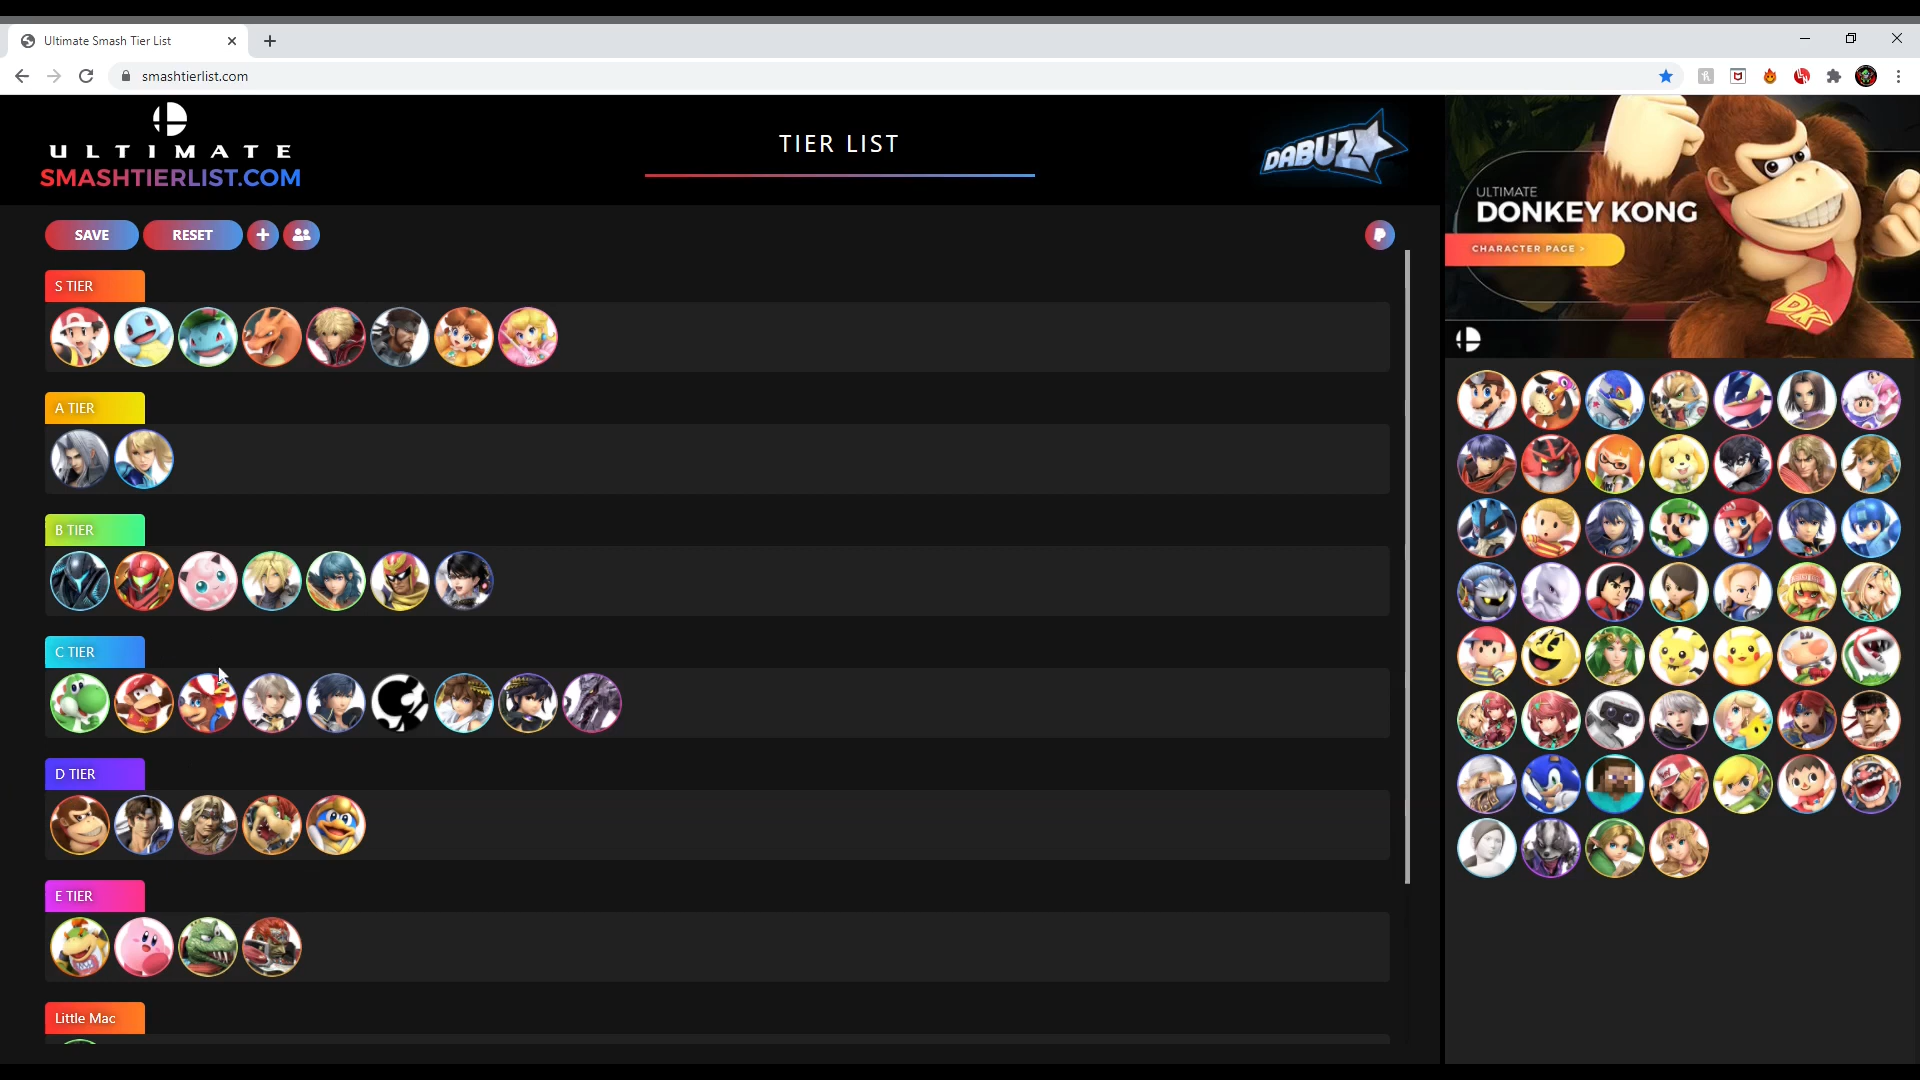 Ultimate Smash Tier List
smashtierlist.com
ULTIMATE
SMASHTIERLIST.COM
TIER LIST
DABUZ
SAVE
RESET
S TIER
A TIER
B TIER
C TIER
D TIER
E TIER
Little Mac
ULTIMATE
DONKEY KONG
CHARACTER PAGE >
DK